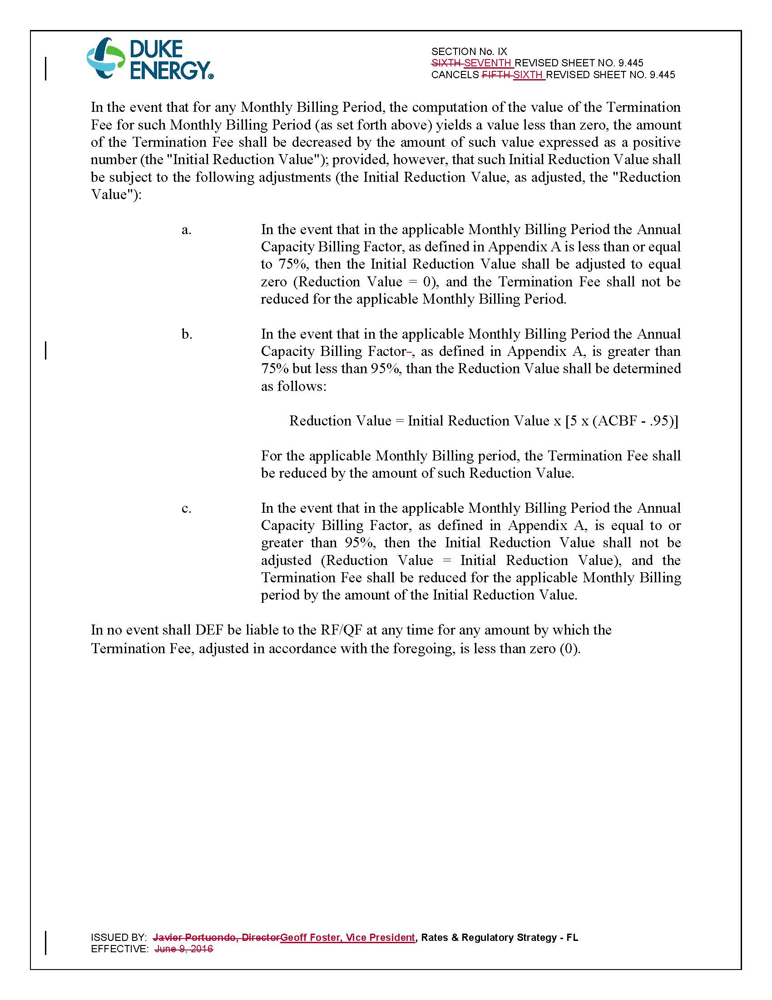 DUKE
ENERGY®
SECTION No. IX
SIXTH SEVENTH REVISED SHEET NO. 9.445
CANCELS FIFTH SIXTH REVISED SHEET NO. 9.445
In the event that for any Monthly Billing Period, the computation of the value of the Termination
Fee for such Monthly Billing Period (as set forth above) yields a value less than zero, the amount
of the Termination Fee shall be decreased by the amount of such value expressed as a positive
number (the "Initial Reduction Value"); provided, however, that such Initial Reduction Value shall
be subject to the following adjustments (the Initial Reduction Value, as adjusted, the "Reduction
Value"):
a. In the event that in the applicable Monthly Billing Period the Annual
Capacity Billing Factor, as defined in Appendix A is less than or equal
to 75%, then the Initial Reduction Value shall be adjusted to equal
zero (Reduction Value = 0), and the Termination Fee shall not be
reduced for the applicable Monthly Billing Period.
b. In the event that in the applicable Monthly Billing Period the Annual
Capacity Billing Factor-, as defined in Appendix A, is greater than
75% but less than 95%, than the Reduction Value shall be determined
as follows:
Reduction Value = Initial Reduction Value x [5 x (ACBF - .95)]
For the applicable Monthly Billing period, the Termination Fee shall
be reduced by the amount of such Reduction Value.
c. In the event that in the applicable Monthly Billing Period the Annual
Capacity Billing Factor, as defined in Appendix A, is equal to or
greater than 95%, then the Initial Reduction Value shall not be
adjusted (Reduction Value = Initial Reduction Value), and the
Termination Fee shall be reduced for the applicable Monthly Billing
period by the amount of the Initial Reduction Value.
In no event shall DEF be liable to the RF/QF at any time for any amount by which the
Termination Fee, adjusted in accordance with the foregoing, is less than zero (0).
ISSUED BY: Javier Portuondo, DirectorGeoff Foster, Vice President, Rates & Regulatory Strategy - FL
EFFECTIVE: June 9, 2016